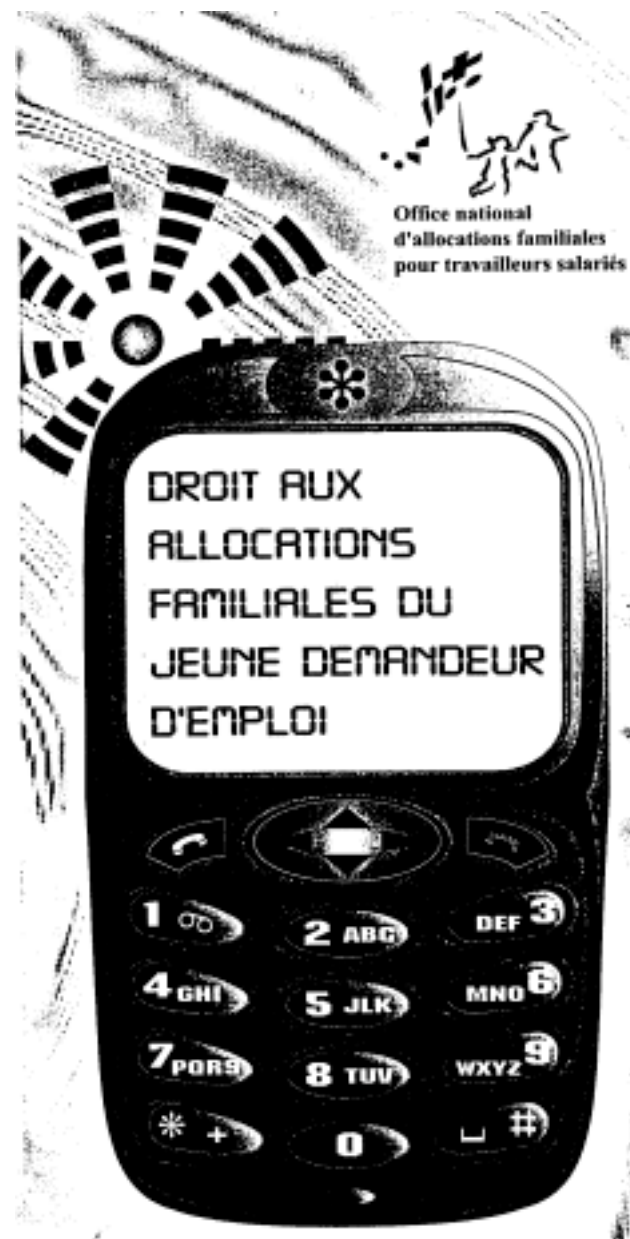 Office national
d'allocations familiales
pour travailleurs salariés
DROIT AUX
ALLOCATIONS
FAMILIALES DU
JEUNE DEMANDEUR
D'EMPLOI
1
2 ABC
DEF 3
4 GHI
5 JLK
MNO 6
7 PQRS
8 TUV
WXYZ 9
* +
0
#